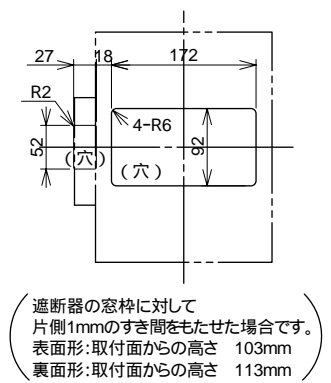 27 18 172
R2
4-R6
52
92
(穴)
(穴)
遮断器の窓枠に対して
片側1mmのすき間をもたせた場合です。
表面形:取付面からの高さ 103mm
裏面形:取付面からの高さ 113mm